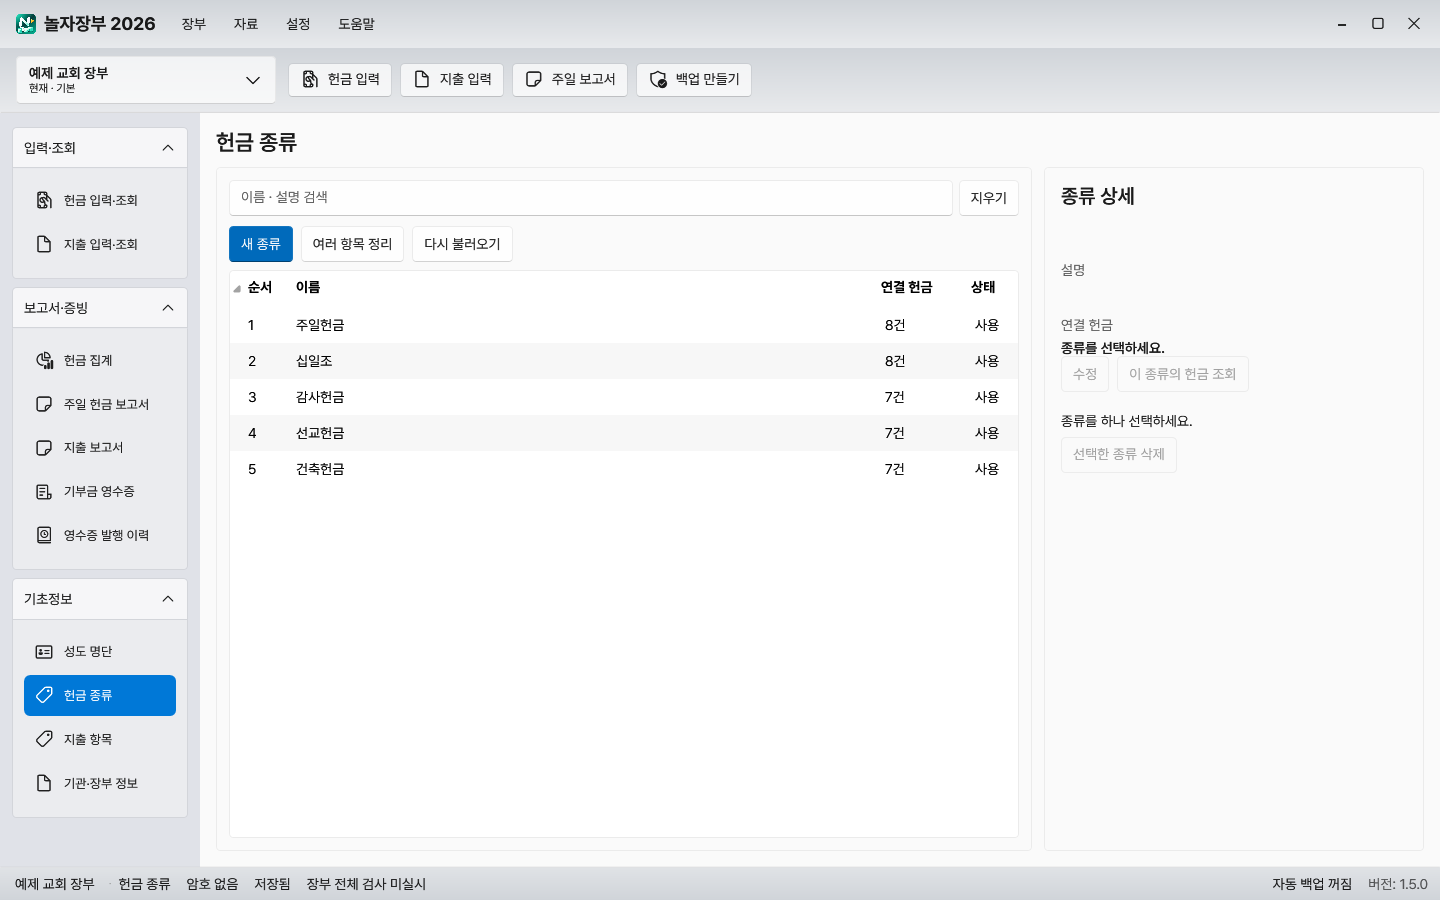 놀자장부 2026 장부 자료 설정 도움말
예제 교회 장부
현재 · 기본
헌금 입력 지출 입력 주일 보고서 백업 만들기
입력·조회
헌금 입력·조회
지출 입력·조회
보고서·증빙
헌금 집계
주일 헌금 보고서
지출 보고서
기부금 영수증
영수증 발행 이력
기초정보
성도 명단
헌금 종류
지출 항목
기관·장부 정보
헌금 종류
이름 · 설명 검색 지우기
새 종류 여러 항목 정리 다시 불러오기
순서 이름 연결 헌금 상태
1 주일헌금 8건 사용
2 십일조 8건 사용
3 감사헌금 7건 사용
4 선교헌금 7건 사용
5 건축헌금 7건 사용
종류 상세
설명
연결 헌금
종류를 선택하세요.
수정 이 종류의 헌금 조회
종류를 하나 선택하세요.
선택한 종류 삭제
예제 교회 장부 · 헌금 종류 암호 없음 저장됨 장부 전체 검사 미실시 자동 백업 꺼짐 버전: 1.5.0